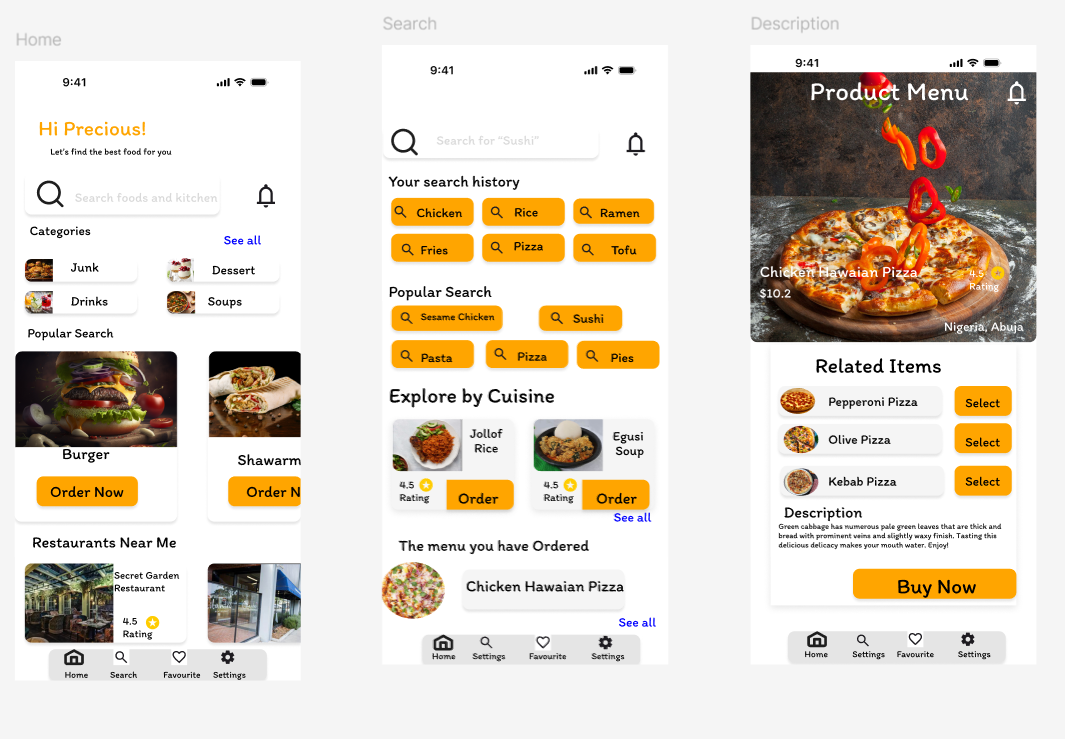 Home
9:41
Hi Precious!
Let's find the best food for you
Search foods and kitchen
Categories
See all
Junk
Dessert
Drinks
Soups
Popular Search
Burger
Shawarm
Order Now
Order N
Restaurants Near Me
Secret Garden
Restaurant
4.5
Rating
Home
Search
Favourite
Settings
Search
9:41
Search for "Sushi"
Your search history
Chicken
Rice
Ramen
Fries
Pizza
Tofu
Popular Search
Sesame Chicken
Sushi
Pasta
Pizza
Pies
Explore by Cuisine
Jollof
Rice
4.5
Rating
Order
Egusi
Soup
4.5
Rating
Order
See all
The menu you have Ordered
Chicken Hawaian Pizza
See all
Home
Settings
Favourite
Settings
Description
9:41
Product Menu
Chicken Hawaian Pizza
4.5
$10.2
Rating
Nigeria, Abuja
Related Items
Pepperoni Pizza
Select
Olive Pizza
Select
Kebab Pizza
Select
Description
Green cabbage has numerous pale green leaves that are thick and
bread with prominent veins and slightly waxy finish. Tasting this
delicious delicacy makes your mouth water. Enjoy!
Buy Now
Home
Settings
Favourite
Settings